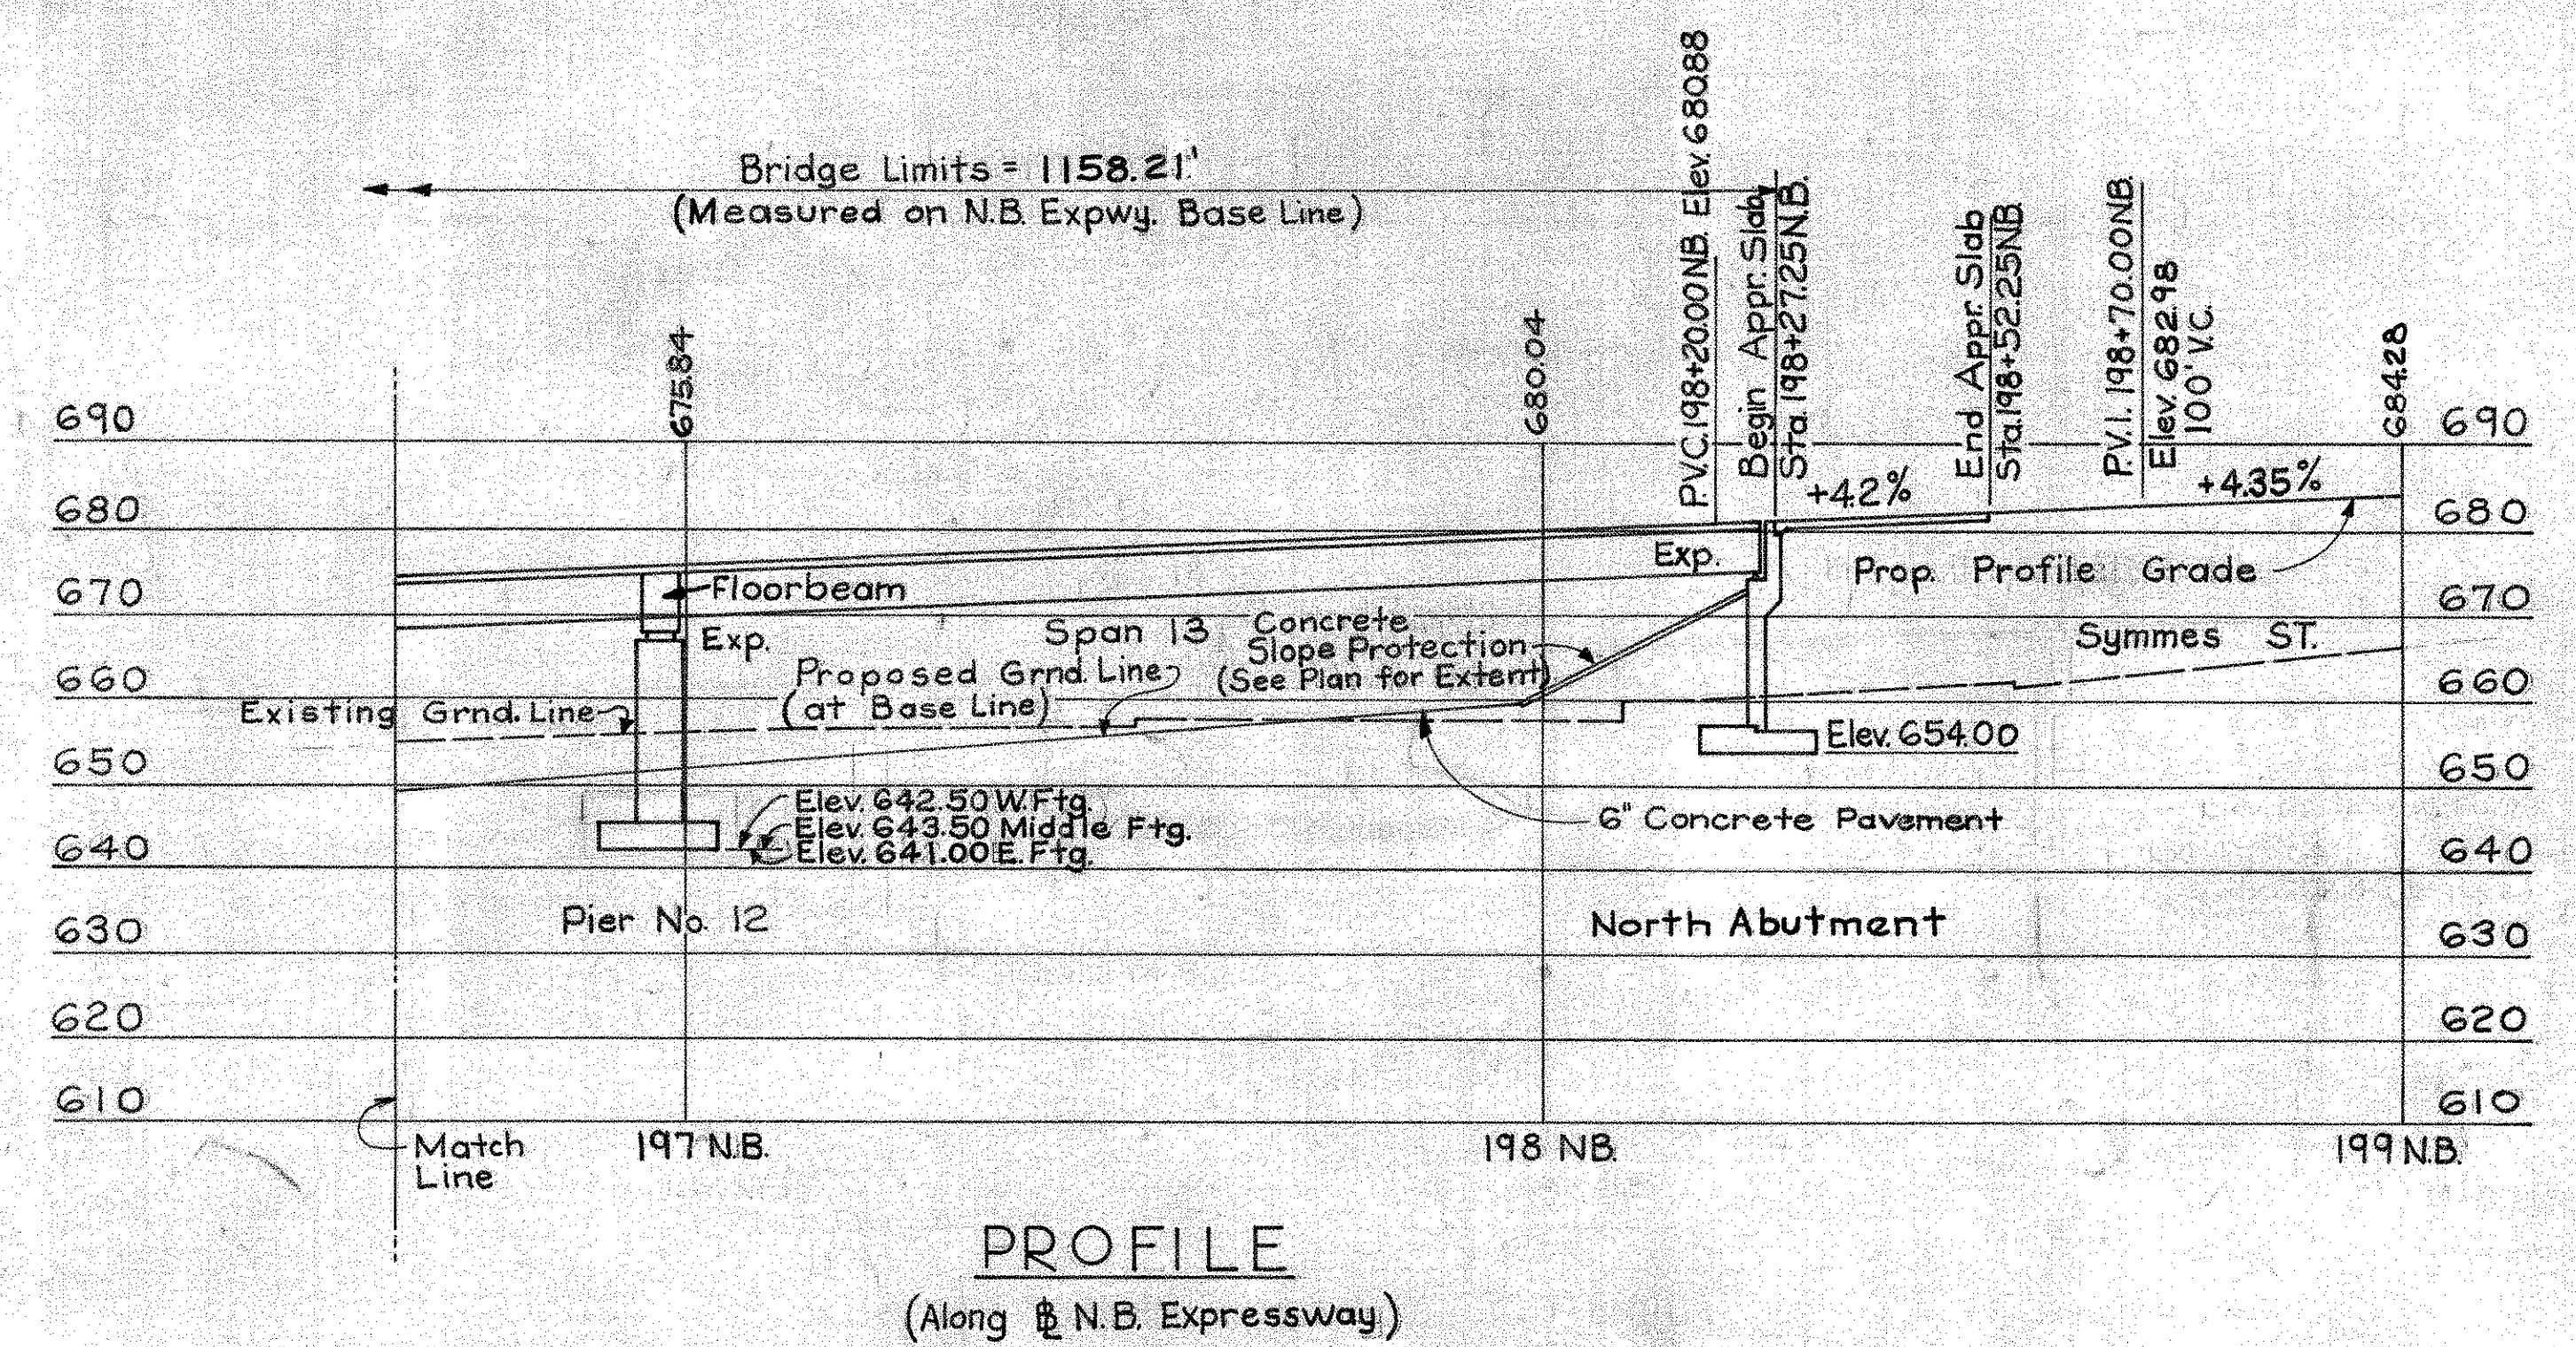 Bridge Limits = 1158.21'
(Measured on N.B. Expwy. Base Line)
675.84
680.04
P.V.C. 198+20.00 NB. Elev. 680.88
Begin Appr. Slab
Sta. 198+27.25 N.B.
End Appr. Slab
Sta. 198+52.25 NB.
P.V.I. 198+70.00 NB.
Elev. 682.98
100' V.C.
684.28
690
690
+4.2%
+4.35%
680
680
Exp.
Prop. Profile Grade
670
Floorbeam
670
Exp.
Span 13
Concrete
Slope Protection
(See Plan for Extent)
Symmes ST.
660
Proposed Grnd. Line
(at Base Line)
660
Existing Grnd. Line
Elev. 654.00
650
650
Elev. 642.50 W. Ftg.
Elev. 643.50 Middle Ftg.
Elev. 641.00 E. Ftg.
6" Concrete Pavement
640
640
Pier No. 12
North Abutment
630
630
620
620
610
610
Match
Line
197 N.B.
198 NB.
199 N.B.
PROFILE
(Along BL N.B. Expressway)